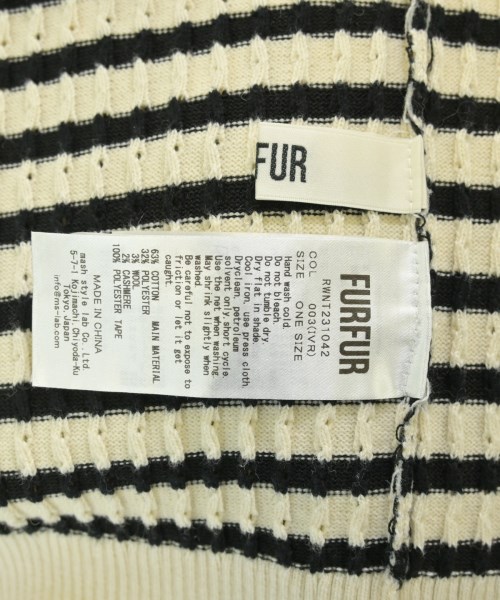 FUR
FURFUR
RWNT231042
COL 003(IVR)
SIZE ONE SIZE
Hand wash cold.
Do not bleach.
Do not tumble dry.
Dry flat in shade.
Cool iron, use press cloth
Dryclean, petroleum
solvent only, short cycle.
Use the net when washing
May shrink slightly when
washed.
Be careful not to expose to
friction or let it get
caught.
MAIN MATERIAL
63% COTTON
32% POLYESTER
3% WOOL
2% CASHMERE
100% POLYESTER TAPE
MADE IN CHINA
mash style lab Co. Ltd.
5-7-1, Kojimachi, Chiyoda-Ku
Tokyo, Japan
info@ms-lab.com